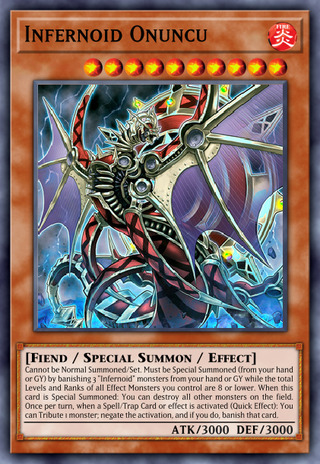 Infernoid Onuncu
FIRE
炎
[Fiend / Special Summon / Effect]
Cannot be Normal Summoned/Set. Must be Special Summoned (from your hand
or GY) by banishing 3 "Infernoid" monsters from your hand or GY while the total
Levels and Ranks of all Effect Monsters you control are 8 or lower. When this
card is Special Summoned: You can destroy all other monsters on the field.
Once per turn, when a Spell/Trap Card or effect is activated (Quick Effect): You
can Tribute 1 monster; negate the activation, and if you do, banish that card.
ATK/3000 DEF/3000